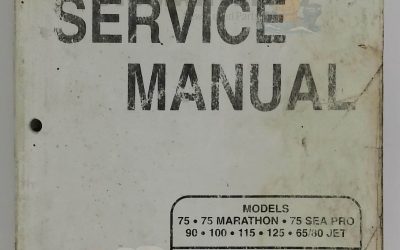 SERVICE
MANUAL
MODELS
75 • 75 MARATHON • 75 SEA PRO
90 • 100 • 115 • 125 • 65/80 JET